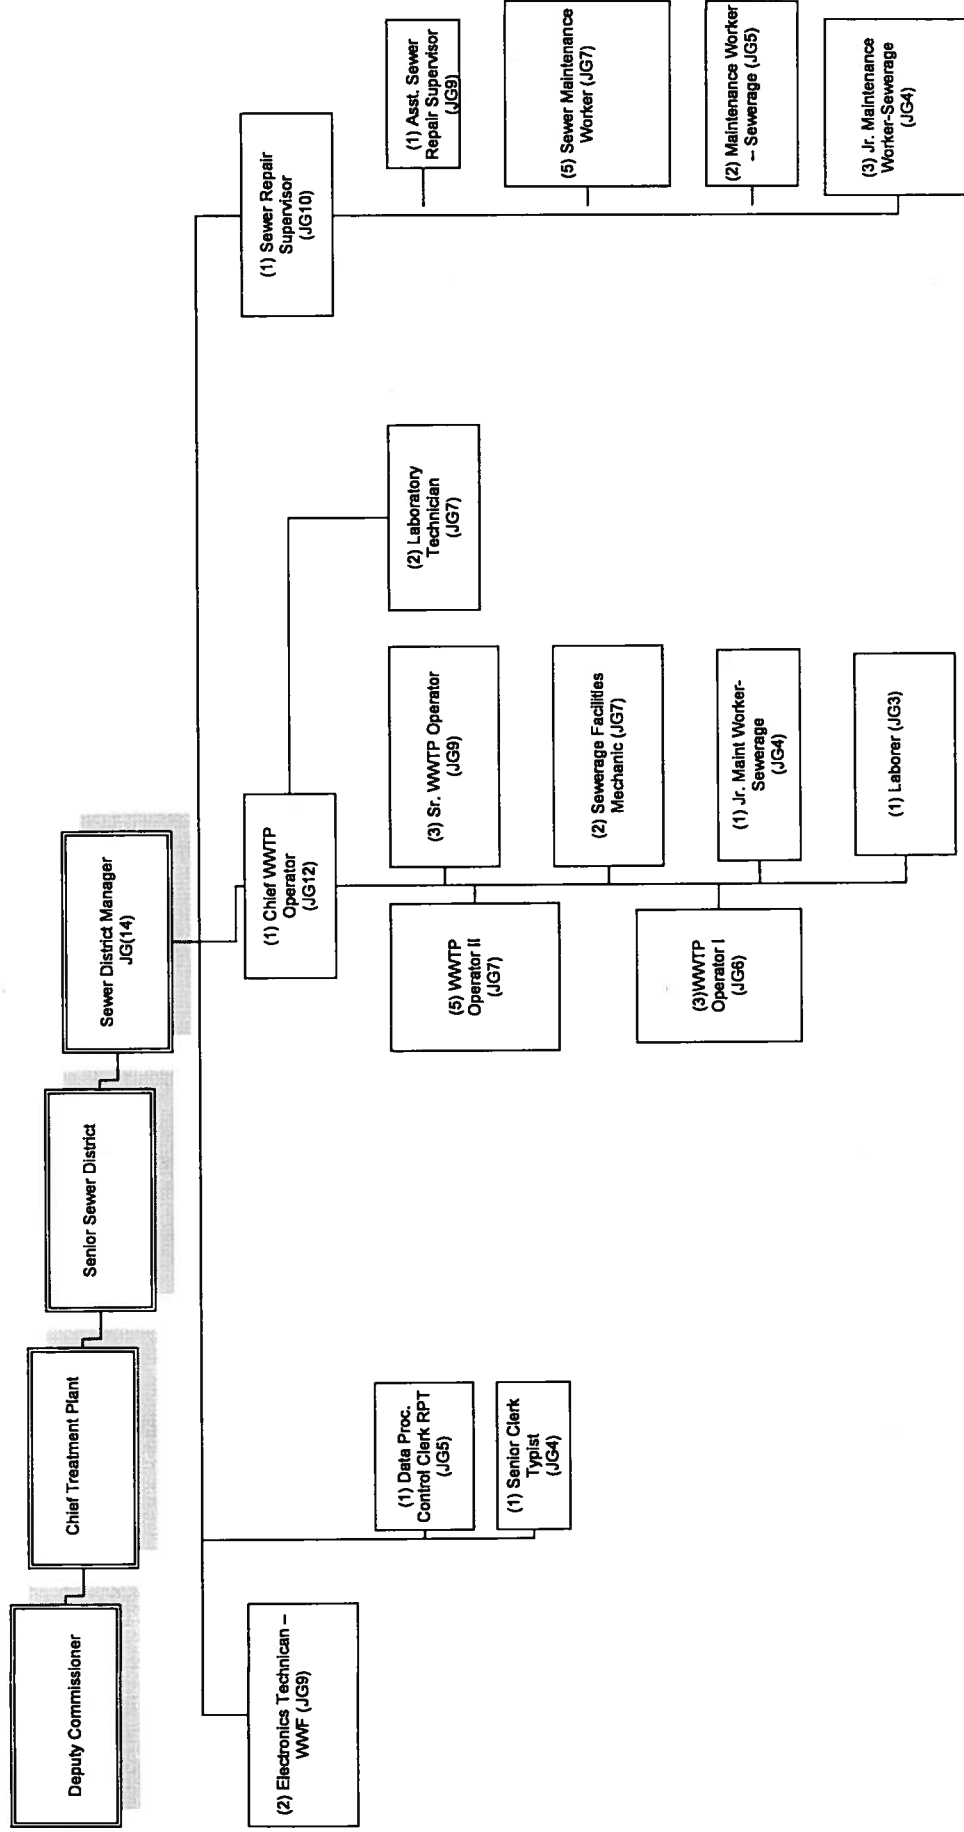 Deputy Commissioner
Chief Treatment Plant
Senior Sewer District
Sewer District Manager
JG(14)
(2) Electronics Technican –
WWF (JG9)
(1) Data Proc.
Control Clerk RPT
(JG5)
(1) Senior Clerk
Typist
(JG4)
(1) Chief WWTP
Operator
(JG12)
(5) WWTP
Operator II
(JG7)
(3)WWTP
Operator I
(JG6)
(3) Sr. WWTP Operator
(JG9)
(2) Sewerage Facilities
Mechanic (JG7)
(1) Jr. Maint Worker-
Sewerage
(JG4)
(1) Laborer (JG3)
(2) Laboratory
Technician
(JG7)
(1) Sewer Repair
Supervisor
(JG10)
(1) Asst. Sewer
Repair Supervisor
(JG9)
(5) Sewer Maintenance
Worker (JG7)
(2) Maintenance Worker
– Sewerage (JG5)
(3) Jr. Maintenance
Worker-Sewerage
(JG4)